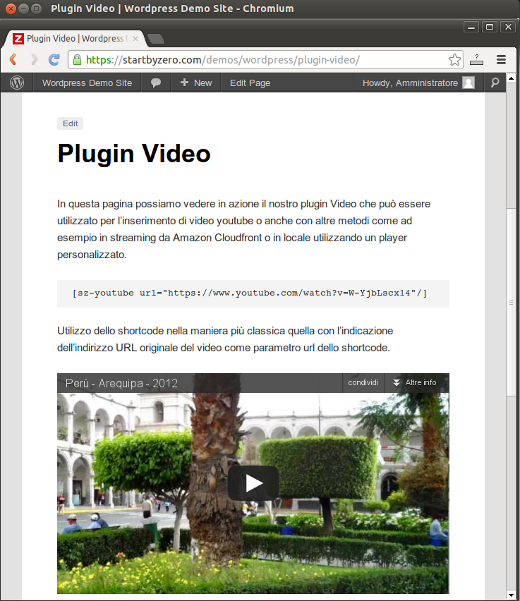 Plugin Video | Wordpress Demo Site - Chromium
Plugin Video | Wordpress
https://startbyzero.com/demos/wordpress/plugin-video/
Wordpress Demo Site + New Edit Page Howdy, Amministratore
Edit
Plugin Video
In questa pagina possiamo vedere in azione il nostro plugin Video che può essere
utilizzato per l'inserimento di video youtube o anche con altre metodi come ad
esempio in streaming da Amazon Cloudfront o in locale utilizzando un player
personalizzato.
[sz-youtube url="https://www.youtube.com/watch?v=W-YjbLscxl4"/]
Utilizzo dello shortcode nella maniera più classica quella con l'indicazione
dell'indirizzo URL originale del video come parametro url dello shortcode.
Perù - Arequipa - 2012 condividi Altre info